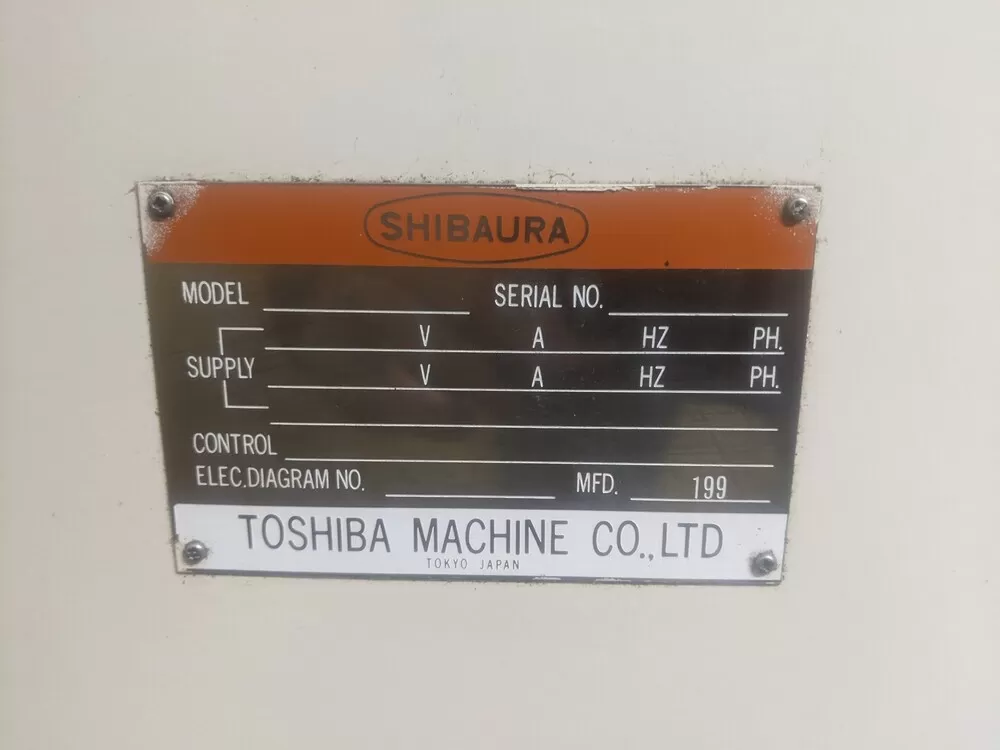 SHIBAURA
MODEL SERIAL NO.
V A HZ PH.
SUPPLY
V A HZ PH.
CONTROL
ELEC.DIAGRAM NO. MFD. 199
TOSHIBA MACHINE CO.,LTD
TOKYO JAPAN